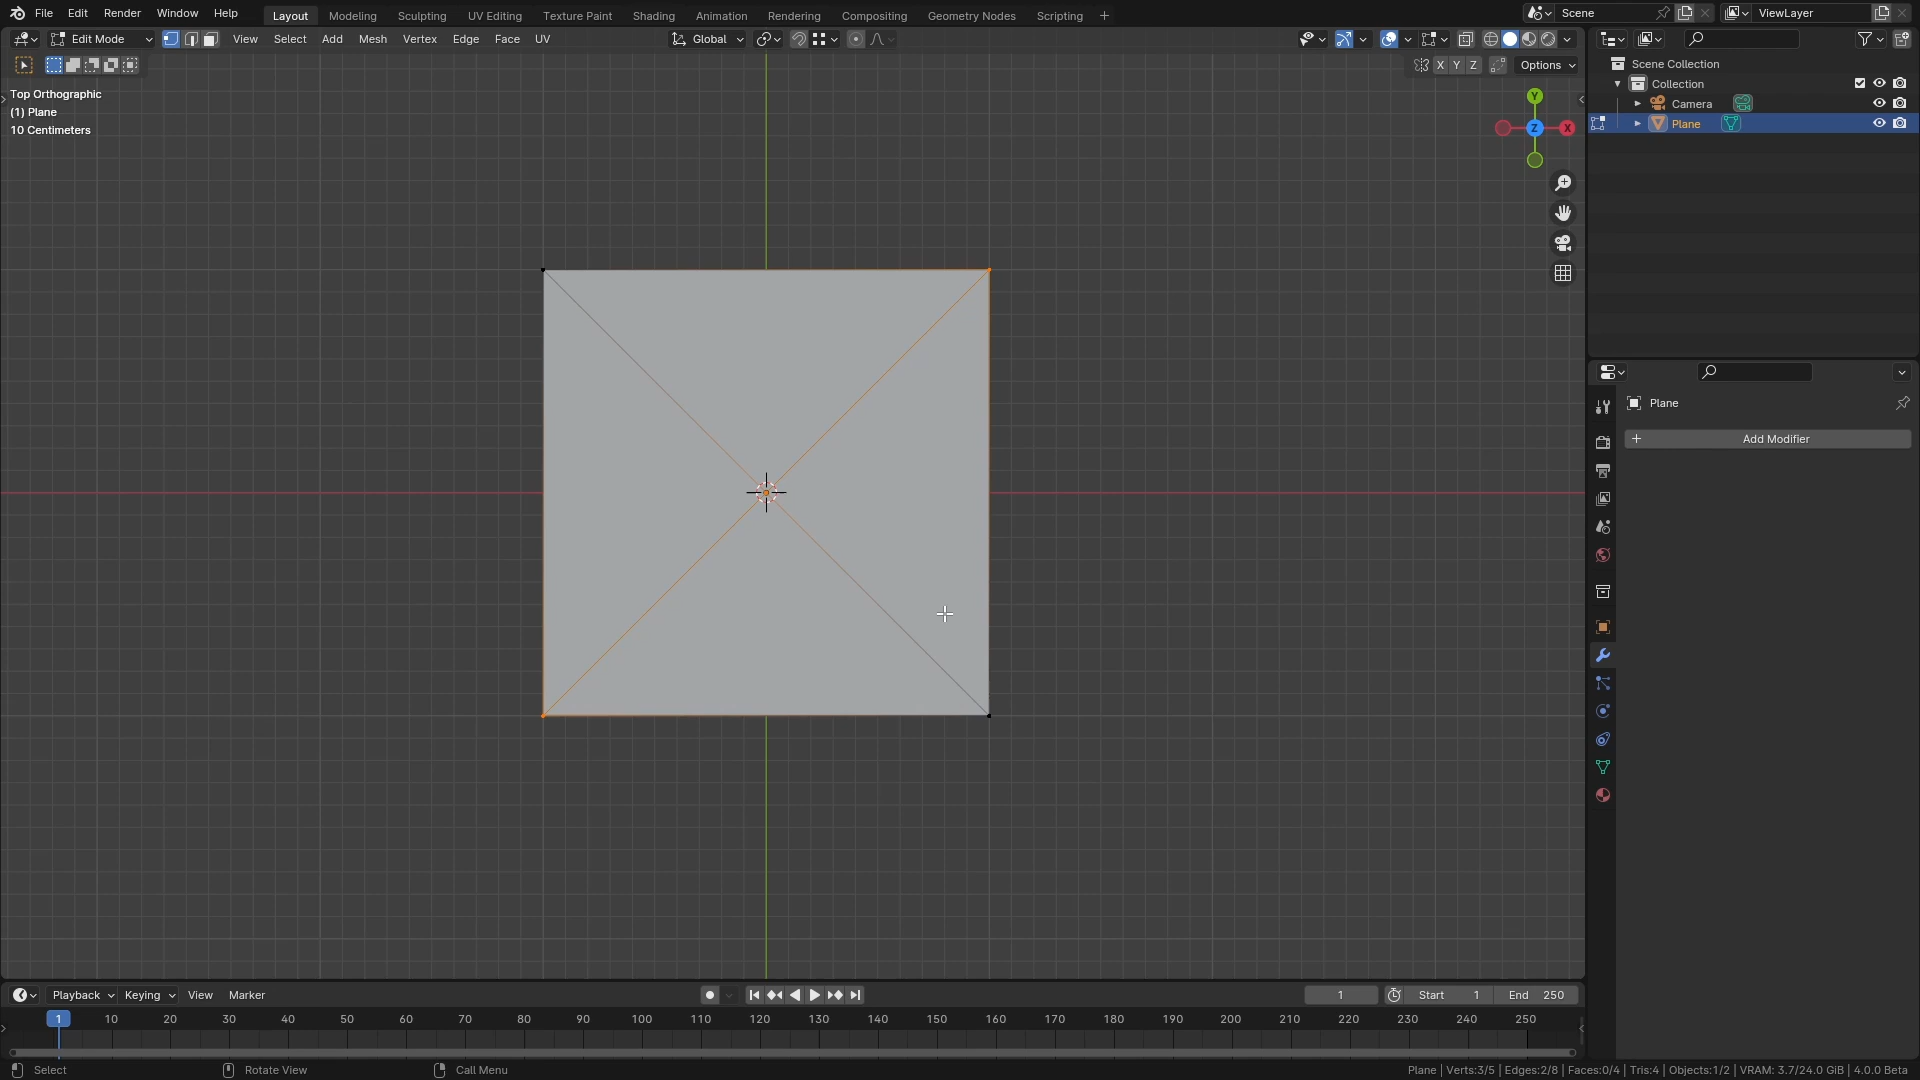 File Edit Render Window Help Layout Modeling Sculpting UV Editing Texture Paint Shading Animation Rendering Compositing Geometry Nodes Scripting + Scene ViewLayer
Edit Mode View Select Add Mesh Vertex Edge Face UV Global
X Y Z Options
Scene Collection
Collection
Camera
Plane
Top Orthographic
(1) Plane
10 Centimeters
Y
Z X
Plane
+ Add Modifier
Playback Keying View Marker 1 Start 1 End 250
1 10 20 30 40 50 60 70 80 90 100 110 120 130 140 150 160 170 180 190 200 210 220 230 240 250
Select Rotate View Call Menu Plane | Verts:3/5 | Edges:2/8 | Faces:0/4 | Tris:4 | Objects:1/2 | VRAM: 3.7/24.0 GiB | 4.0.0 Beta